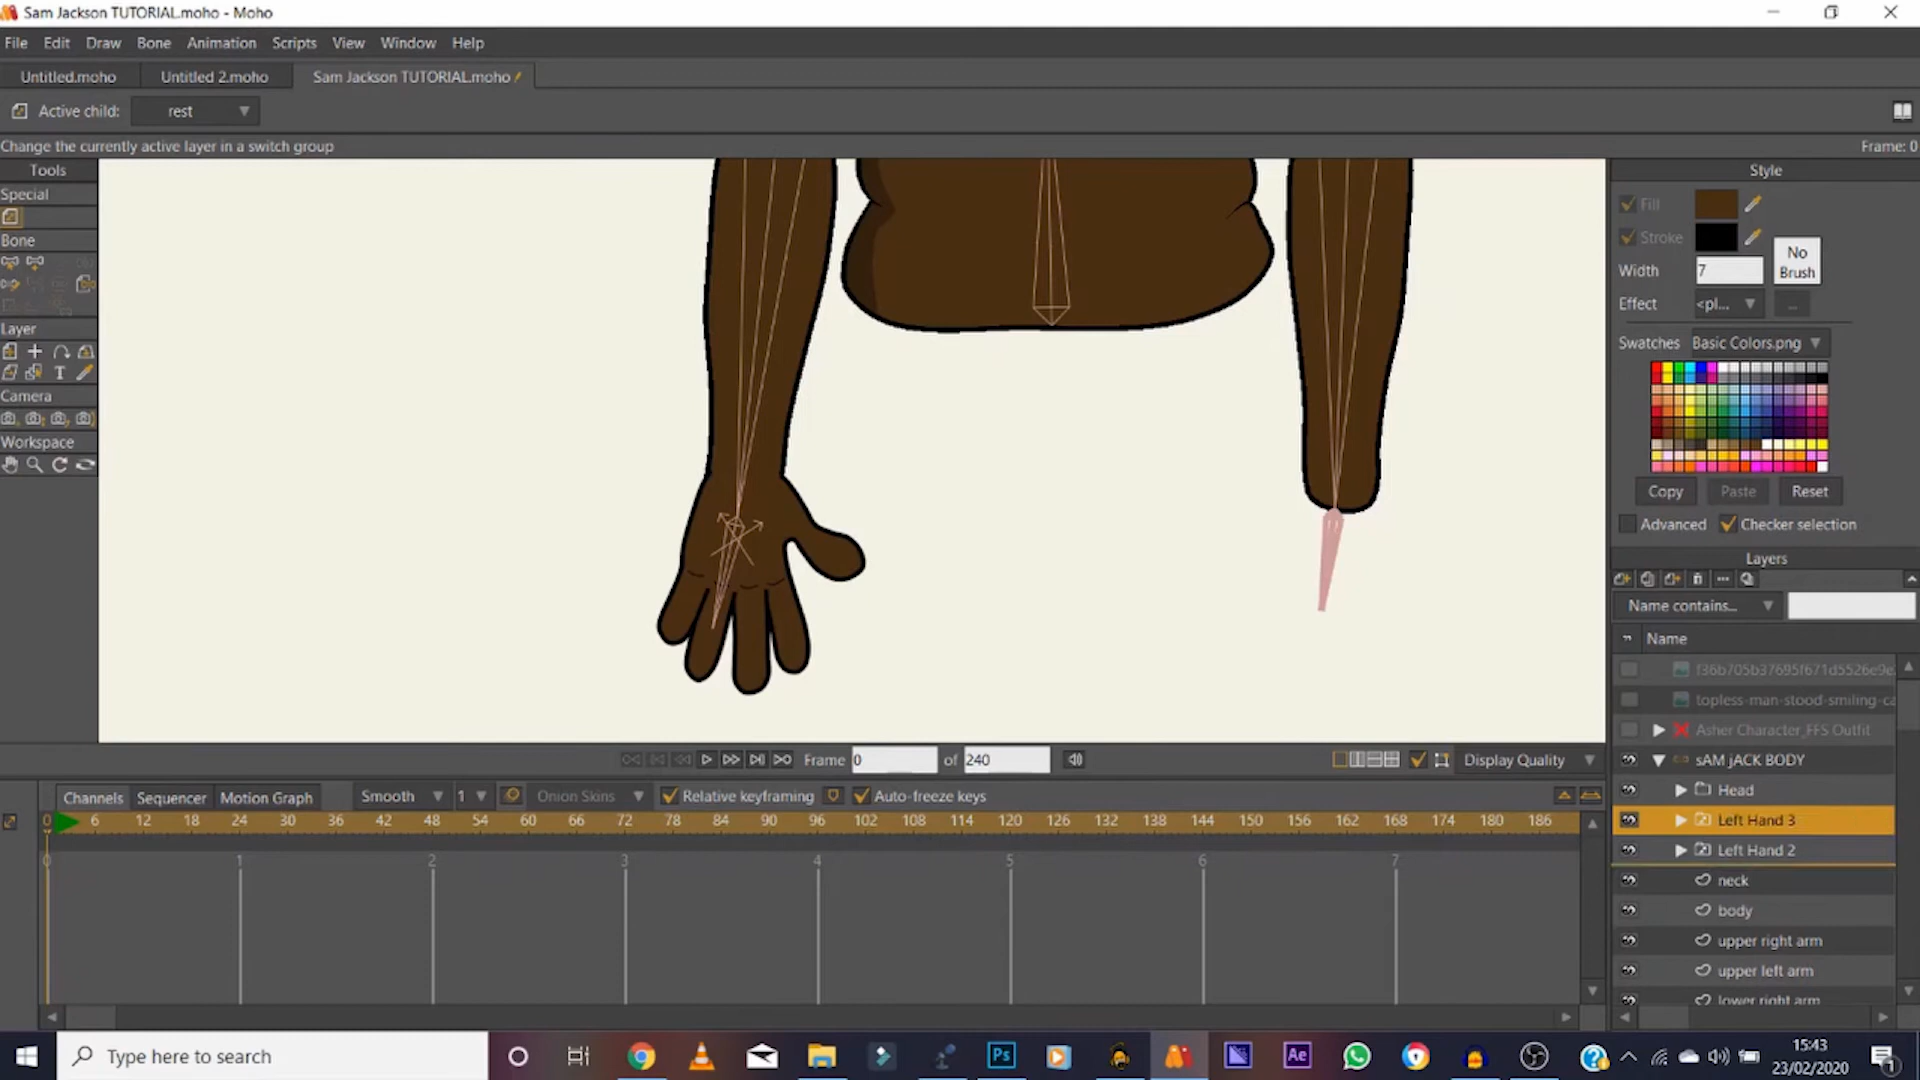 Sam Jackson TUTORIAL.moho - Moho
File Edit Draw Bone Animation Scripts View Window Help
Untitled.moho Untitled 2.moho Sam Jackson TUTORIAL.moho
Active child: rest
Change the currently active layer in a switch group Frame: 0
Tools
Special
Bone
Layer
T
Camera
Workspace
Style
Fill
Stroke
No Brush
Width 7
Effect <pl... ...
Swatches Basic Colors.png
Copy Paste Reset
Advanced Checker selection
Layers
Name contains...
Name
f36b705b37695f671d5526e9e
topless-man-stood-smiling-ca
Asher Character_FFS Outfit
sAM jACK BODY
Head
Left Hand 3
Left Hand 2
neck
body
upper right arm
upper left arm
lower right arm
Frame 0 of 240 Display Quality
Channels Sequencer Motion Graph Smooth 1 Onion Skins Relative keyframing Auto-freeze keys
0 6 12 18 24 30 36 42 48 54 60 66 72 78 84 90 96 102 108 114 120 126 132 138 144 150 156 162 168 174 180 186
0 1 2 3 4 5 6 7
Type here to search
Ps
Ae
15:43
23/02/2020
1